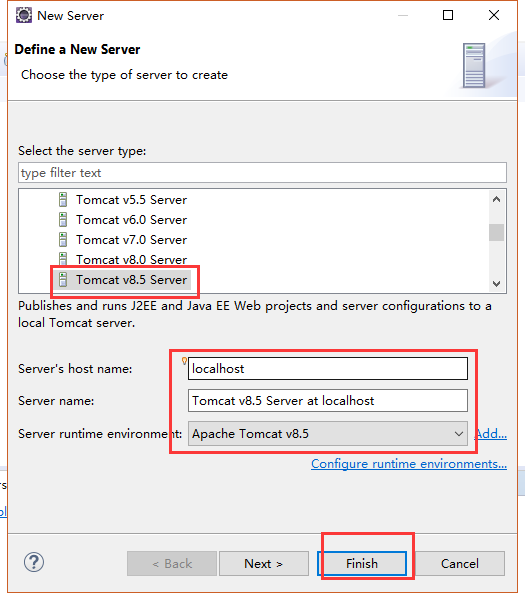 New Server
Define a New Server
Choose the type of server to create
Select the server type:
type filter text
Tomcat v5.5 Server
Tomcat v6.0 Server
Tomcat v7.0 Server
Tomcat v8.0 Server
Tomcat v8.5 Server
Publishes and runs J2EE and Java EE Web projects and server configurations to a
local Tomcat server.
Server's host name: localhost
Server name: Tomcat v8.5 Server at localhost
Server runtime environment: Apache Tomcat v8.5 Add...
Configure runtime environments...
? < Back Next > Finish Cancel